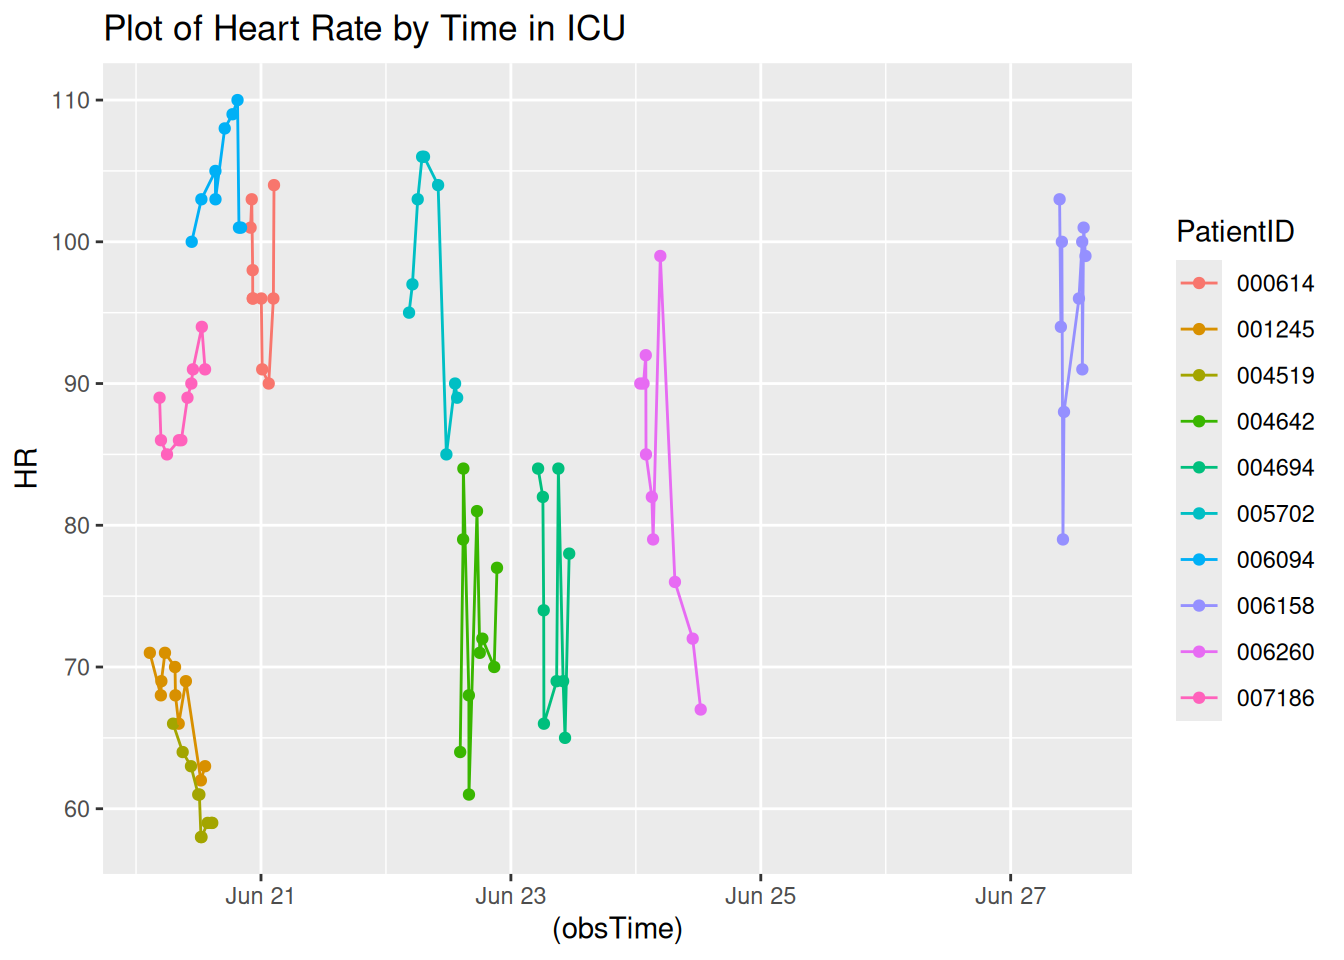 Plot of Heart Rate by Time in ICU
110
100
90
80
70
60
HR
Jun 21
Jun 23
Jun 25
Jun 27
(obsTime)
PatientID
000614
001245
004519
004642
004694
005702
006094
006158
006260
007186